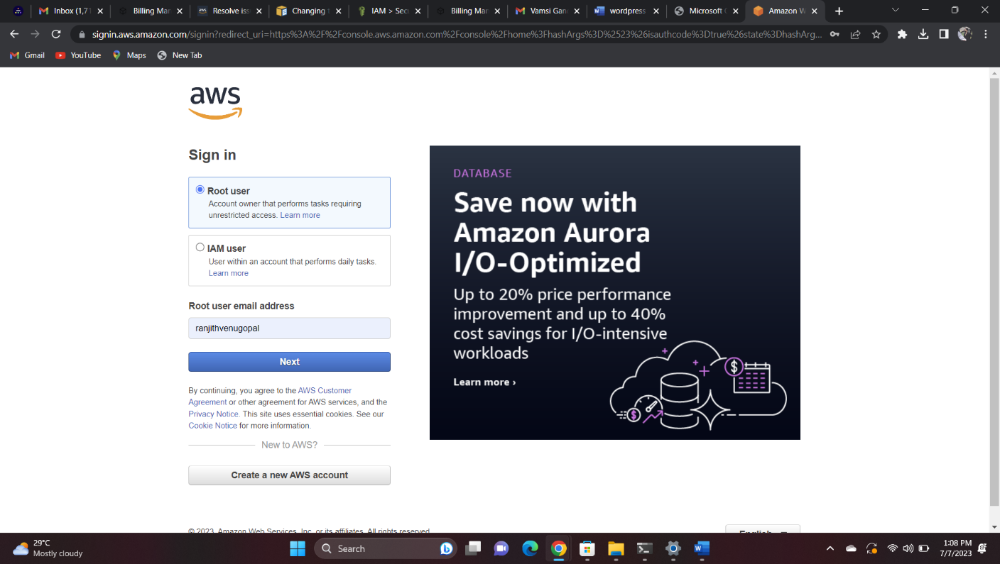 Inbox (1,71
Billing Mar
Resolve iss
Changing
IAM > Sec
Billing Mar
Vamsi Gan
wordpress
Microsoft
Amazon W
signin.aws.amazon.com/signin?redirect_uri=https%3A%2F%2Fconsole.aws.amazon.com%2Fconsole%2Fhome%3FhashArgs%3D%2523%26isauthcode%3Dtrue%26state%3DhashArg...
Gmail
YouTube
Maps
New Tab
aws
Sign in
Root user
Account owner that performs tasks requiring
unrestricted access. Learn more
IAM user
User within an account that performs daily tasks.
Learn more
Root user email address
ranjithvenugopal
Next
By continuing, you agree to the AWS Customer
Agreement or other agreement for AWS services, and the
Privacy Notice. This site uses essential cookies. See our
Cookie Notice for more information.
New to AWS?
Create a new AWS account
DATABASE
Save now with
Amazon Aurora
I/O-Optimized
Up to 20% price performance
improvement and up to 40%
cost savings for I/O-intensive
workloads
Learn more ›
© 2023, Amazon Web Services, Inc. or its affiliates. All rights reserved.
English
29°C
Mostly cloudy
Search
1:08 PM
7/7/2023